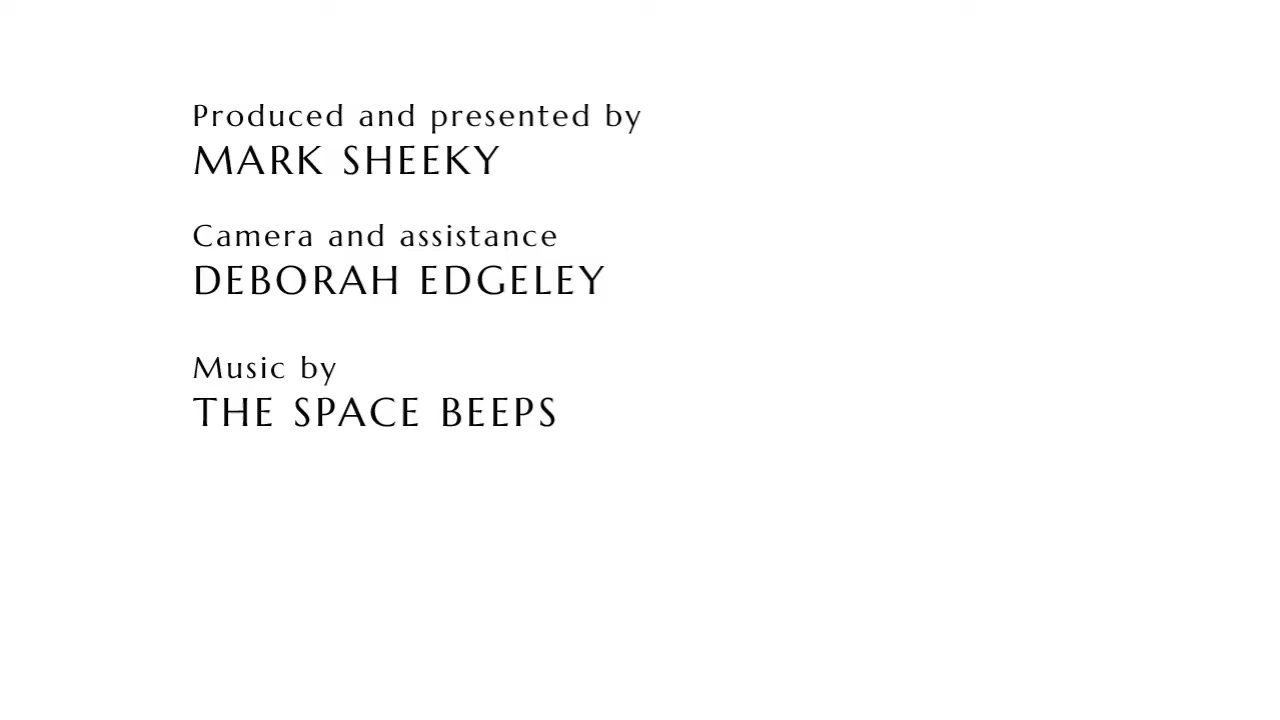 Produced and presented by
MARK SHEEKY
Camera and assistance
DEBORAH EDGELEY
Music by
THE SPACE BEEPS